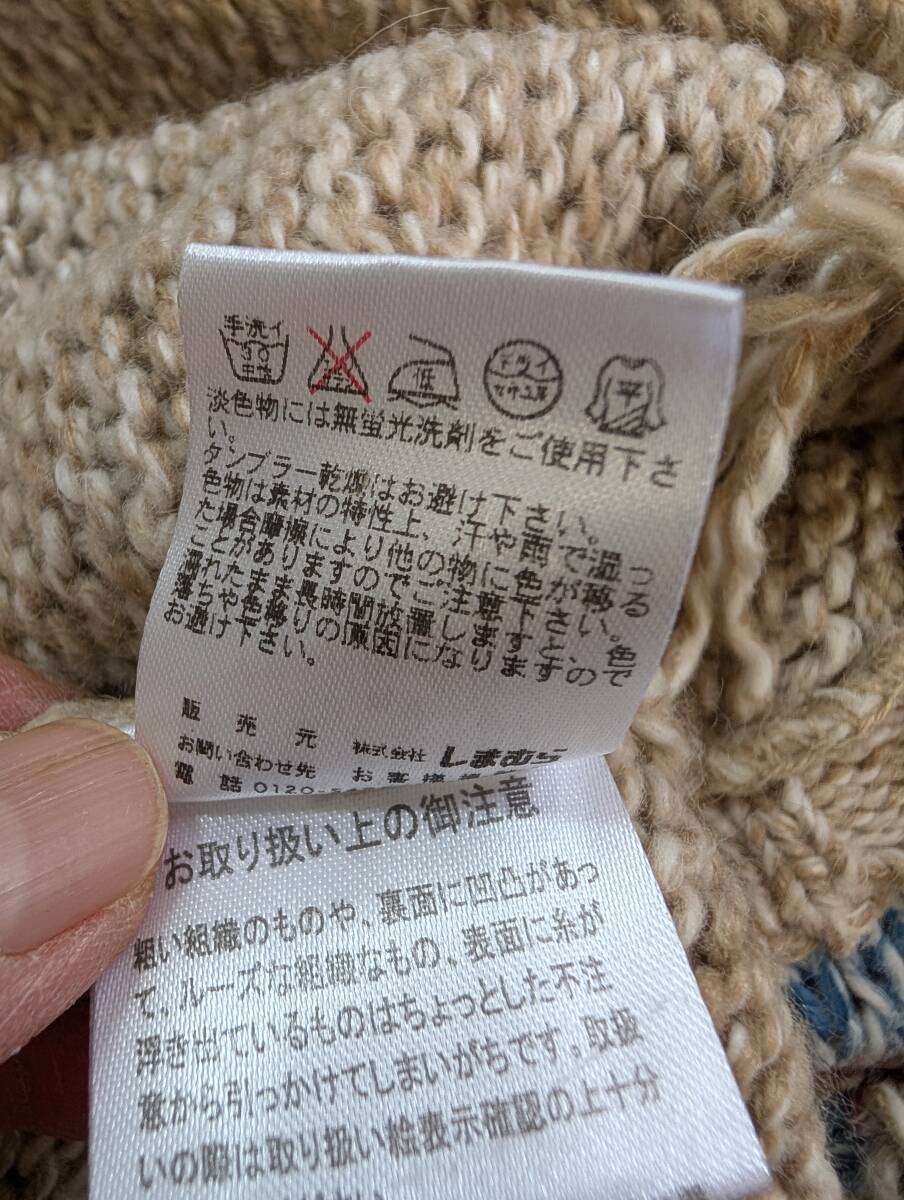 手洗イ
30
中性
低
ドライ
平
淡色物には無蛍光洗剤をご使用下さ
い。
タンブラー乾燥はお避け下さい。
色物は素材の特性上、汗や雨で湿っ
た場合摩擦により他の物に色が移る
ことがありますのでご注意下さい。色
濡れたまま長時間放置しますと、色
落ちや色移りの原因になりますので
お避け下さい。
販売元 株式会社 しまむら
お問い合わせ先 お客様
電話 0120-
お取り扱い上の御注意
粗い組織のものや、裏面に凹凸があっ
て、ルーズな組織なもの、表面に糸が
浮き出ているものはちょっとした不注
意から引っかけてしまいがちです。取扱
いの際は取り扱い絵表示確認の上十分